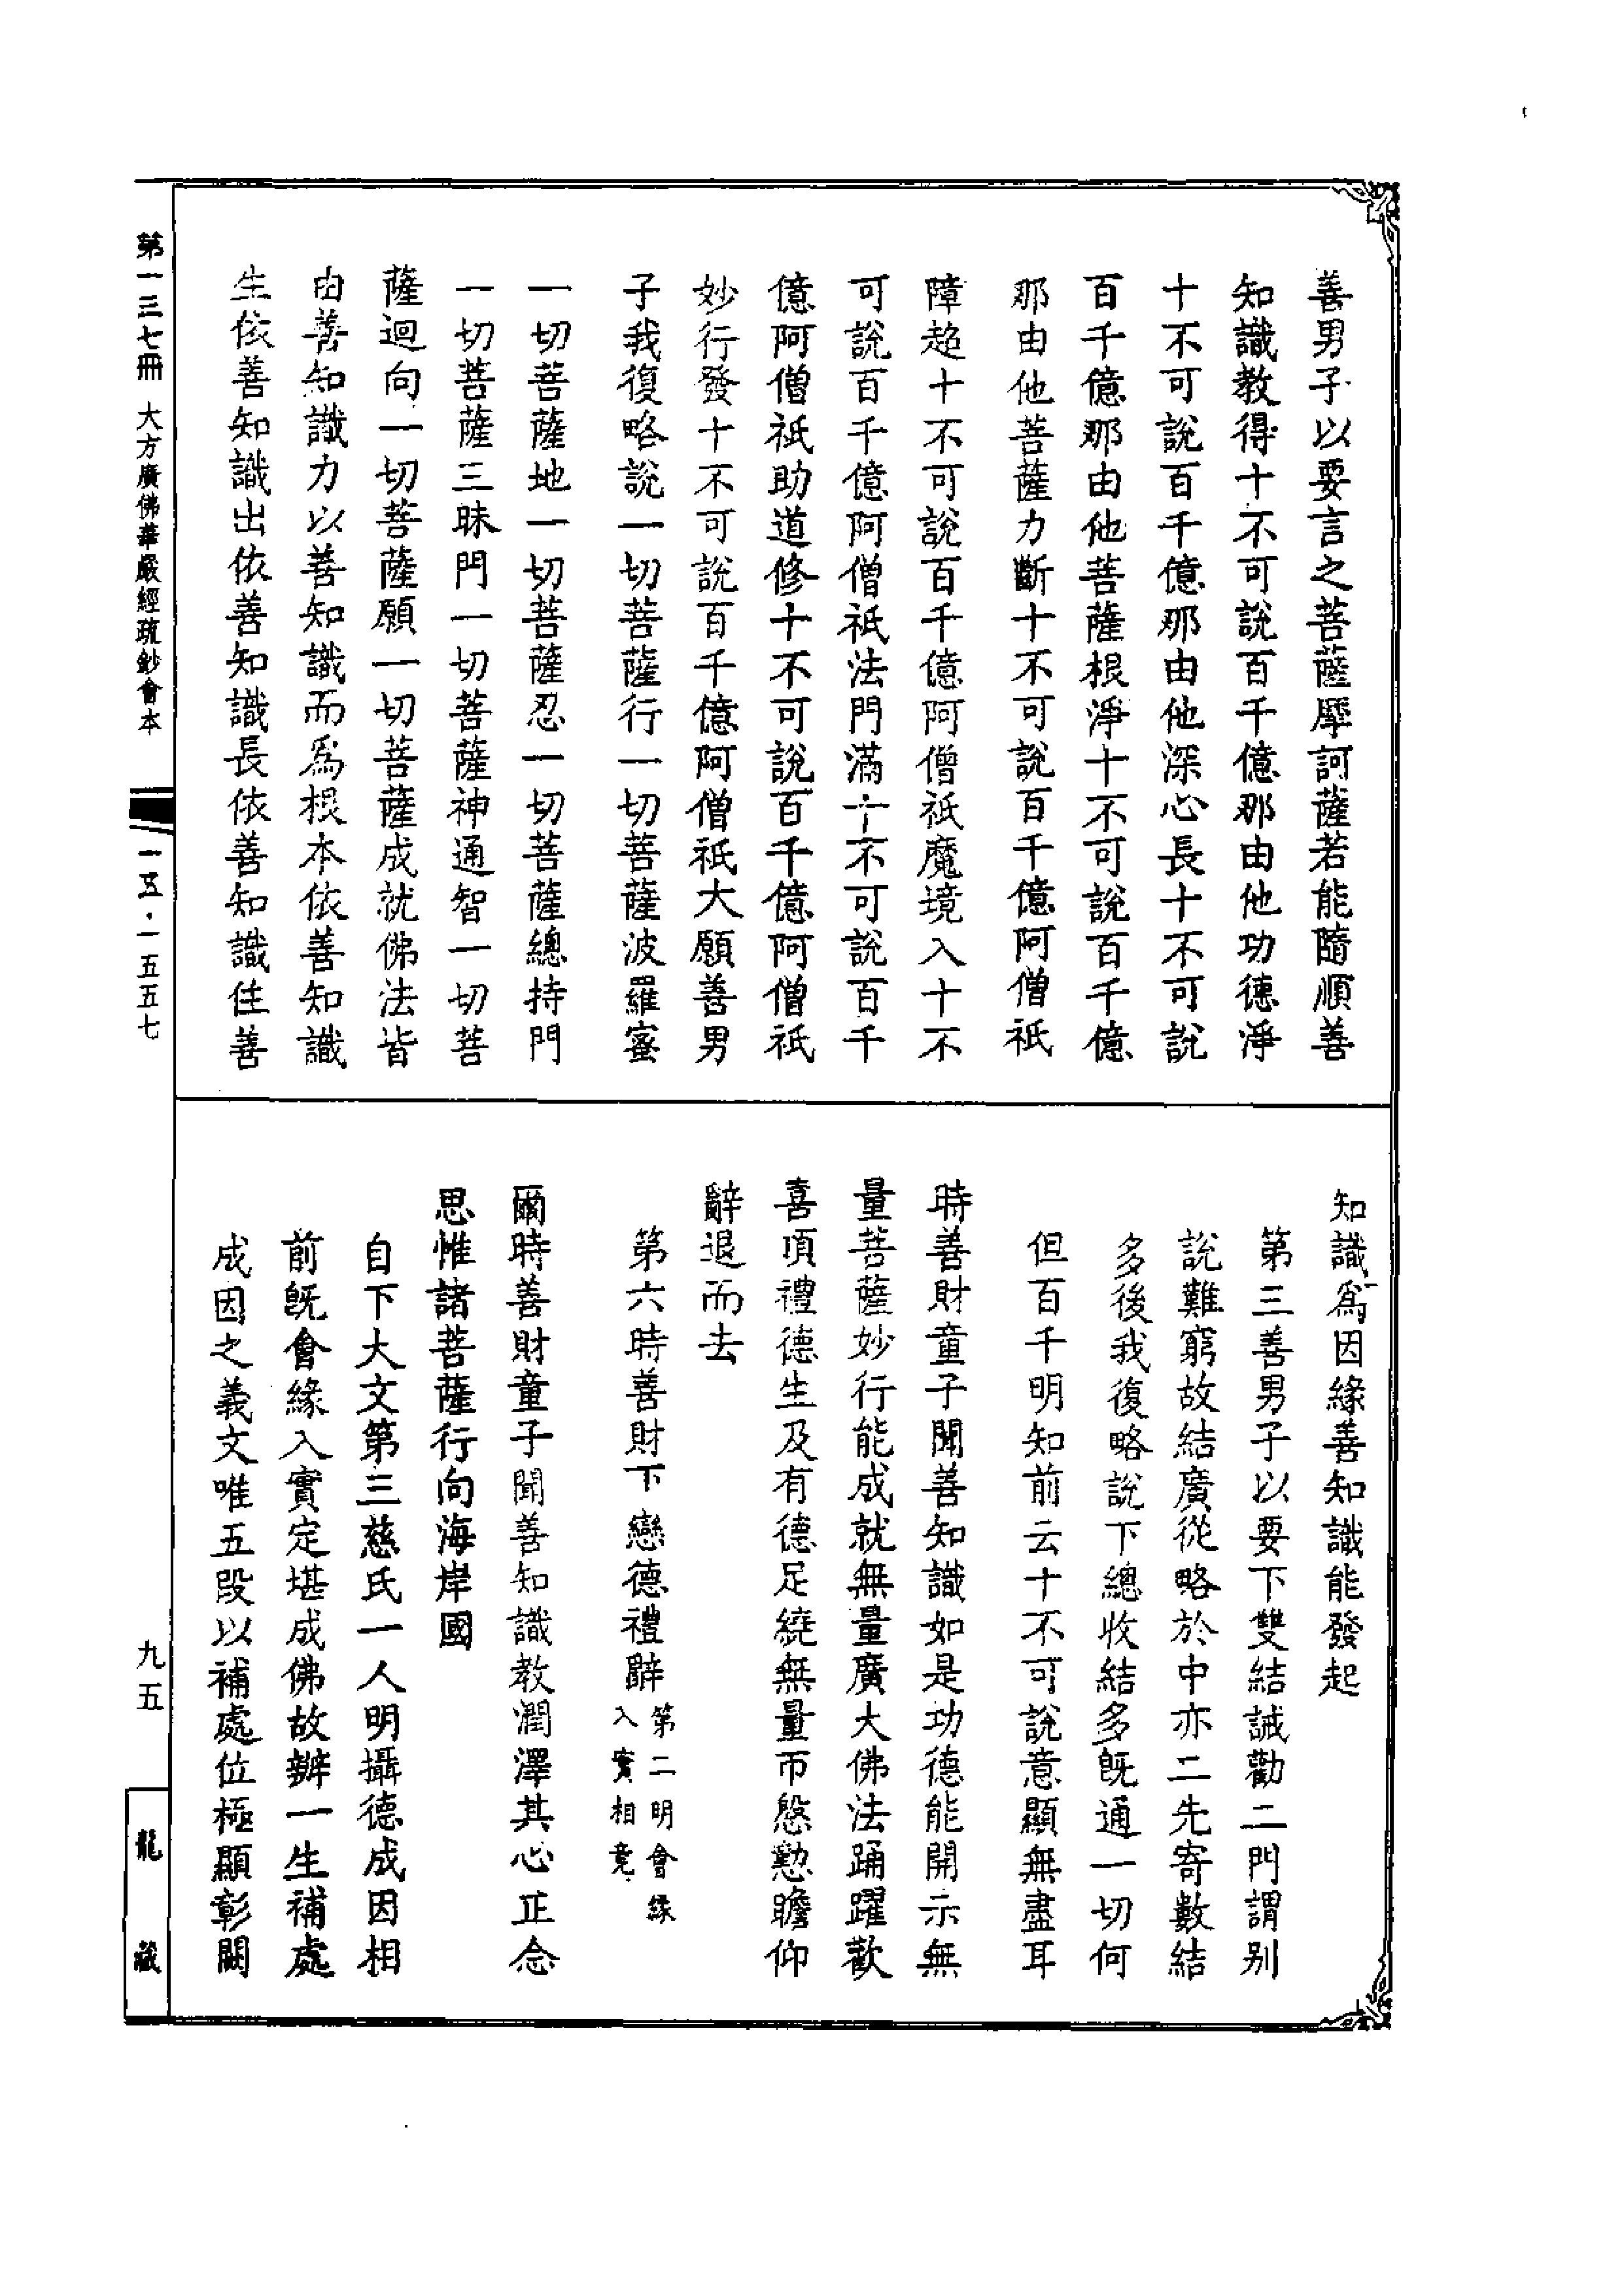 善男子以要言之菩薩摩訶薩若能隨順善
知識教得十不可說百千億那由他功德淨
十不可說百千億那由他深心長十不可說
百千億那由他菩薩根淨十不可說百千億
那由他菩薩力斷十不可說百千億阿僧祇
障超十不可說百千億阿僧祇魔境入十不
可說百千億阿僧祇法門滿十不可說百千
億阿僧祇助道修十不可說百千億阿僧祇
妙行發十不可說百千億阿僧祇大願善男
子我復略說一切菩薩行一切菩薩波羅蜜
一切菩薩地一切菩薩忍一切菩薩總持門
一切菩薩三昧門一切菩薩神通智一切菩
薩迴向一切菩薩願一切菩薩成就佛法皆
由善知識力以善知識而為根本依善知識
生依善知識出依善知識長依善知識住善
知識為因緣善知識能發起
第三善男子以要下雙結誡勸二門謂別
說難窮故結廣從略於中亦二先寄數結
多後我復略說下總收結多既通一切何
但百千明知前云十不可說意顯無盡耳
時善財童子聞善知識如是功德能開示無
量菩薩妙行能成就無量廣大佛法踊躍歡
喜頂禮德生及有德足繞無量帀慇懃瞻仰
辭退而去
第六時善財下戀德禮辭第二明會緣
入實相竟
爾時善財童子聞善知識教潤澤其心正念
思惟諸菩薩行向海岸國
自下大文第三慈氏一人明攝德成因相
前既會緣入實定堪成佛故辦一生補處
成因之義文唯五段以補處位極顯彰闕
第一三七冊 大方廣佛華嚴經疏鈔會本
一五·一五五七
九五
龍藏